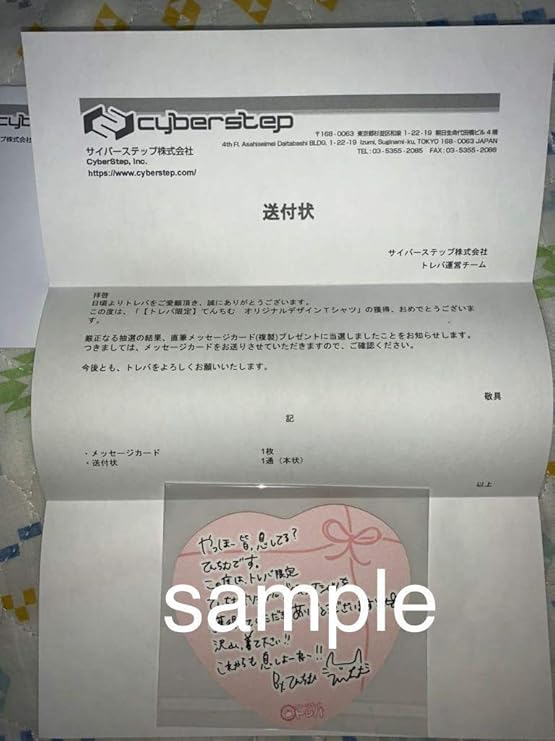 cyberstep
サイバーステップ株式会社
CyberStep, Inc.
https://www.cyberstep.com/
〒168-0063 東京都杉並区和泉 1-22-19 朝日生命代田橋ビル4階
4th Fl. Asahiseimei Daitabashi BLDG, 1-22-19 Izumi, Suginami-ku, TOKYO 168-0063 JAPAN
TEL: 03-5355-2085 FAX: 03-5355-2086
送付状
サイバーステップ株式会社
トレバ運営チーム
拝啓
日頃よりトレバをご愛顧頂き、誠にありがとうございます。
この度は、「【トレバ限定】てんちむ オリジナルデザインTシャツ」の獲得、おめでとうございま
す。
厳正なる抽選の結果、直筆メッセージカード(複製)プレゼントに当選しましたことをお知らせします。
つきましては、メッセージカードをお送りさせていただきますので、ご確認ください。
今後とも、トレバをよろしくお願いいたします。
敬具
記
・メッセージカード 1枚
・送付状 1通（本状）
以上
やっほー皆、息してる?
てんちむです。
この度は、トレバ限定
sample
沢山、着て下さい!!
これからも息しよーねー!!
By.てんちむ
トレバ